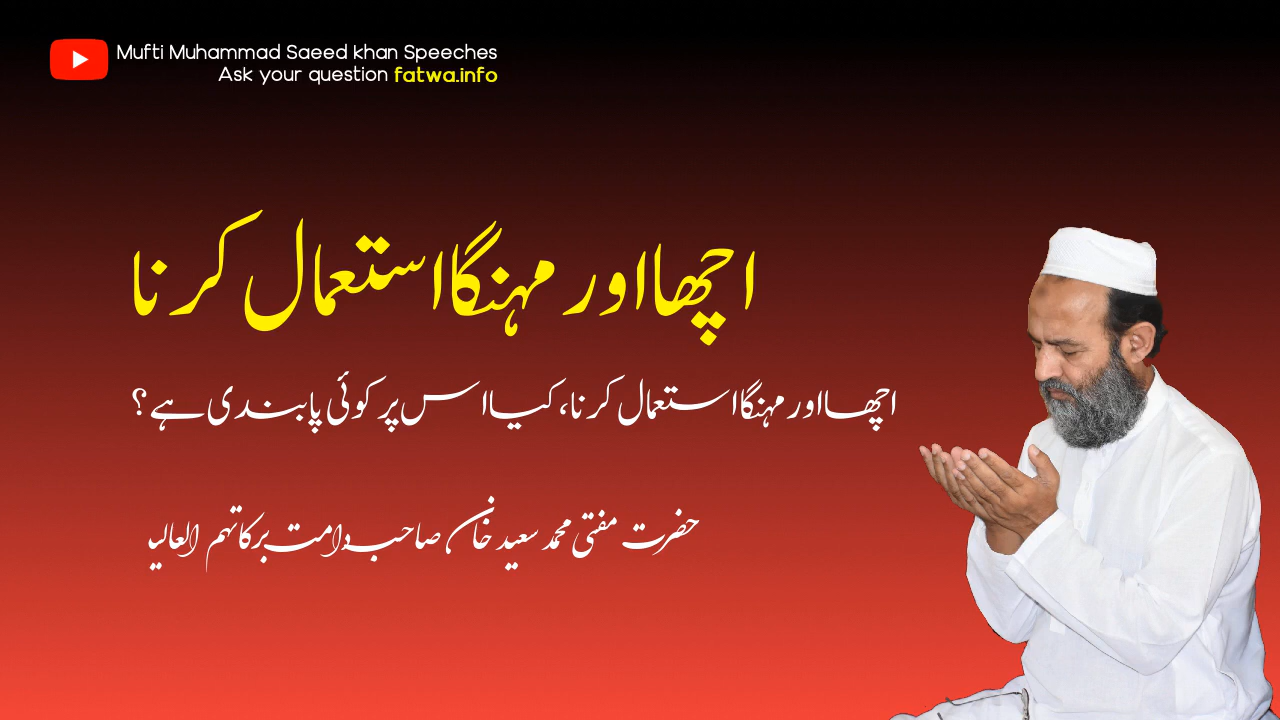 Mufti Muhammad Saeed khan Speeches
Ask your question fatwa.info
اچھا اور مہنگا استعمال کرنا
اچھا اور مہنگا استعمال کرنا، کیا اس پر کوئی پابندی ہے؟
حضرت مفتی محمد سعید خان صاحب دامت برکاتہم العالیہ